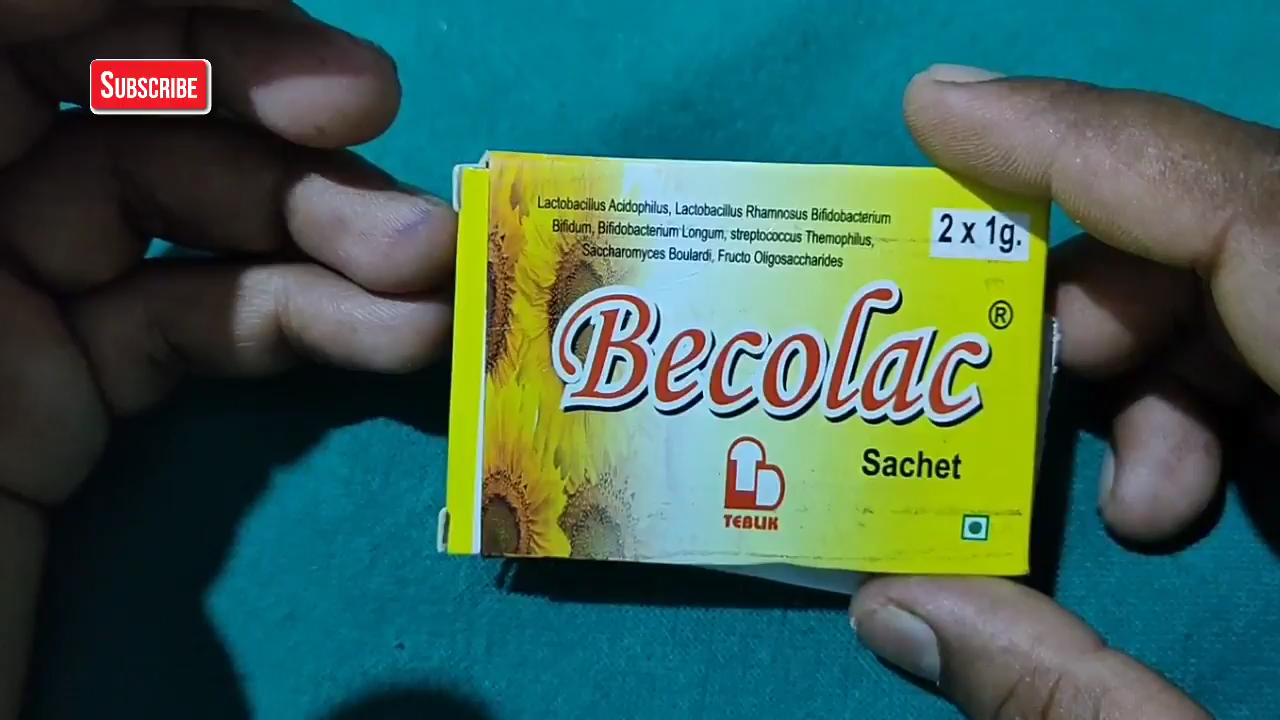 SUBSCRIBE
Lactobacillus Acidophilus, Lactobacillus Rhamnosus Bifidobacterium
Bifidum, Bifidobacterium Longum, streptococcus Themophilus,
Saccharomyces Boulardi, Fructo Oligosaccharides
2 x 1g.
Becolac ®
Sachet
TEBLIK